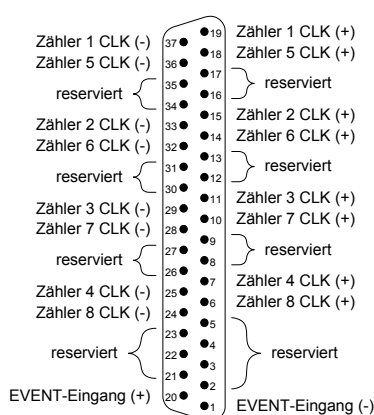 Zähler 1 CLK (-) 37 19 Zähler 1 CLK (+)
Zähler 5 CLK (-) 36 18 Zähler 5 CLK (+)
reserviert 35 34 17 16 reserviert
Zähler 2 CLK (-) 33 15 Zähler 2 CLK (+)
Zähler 6 CLK (-) 32 14 Zähler 6 CLK (+)
reserviert 31 30 13 12 reserviert
Zähler 3 CLK (-) 29 11 Zähler 3 CLK (+)
Zähler 7 CLK (-) 28 10 Zähler 7 CLK (+)
reserviert 27 26 9 8 reserviert
Zähler 4 CLK (-) 25 7 Zähler 4 CLK (+)
Zähler 8 CLK (-) 24 6 Zähler 8 CLK (+)
reserviert 23 22 21 5 4 3 2 reserviert
EVENT-Eingang (+) 20 1 EVENT-Eingang (-)